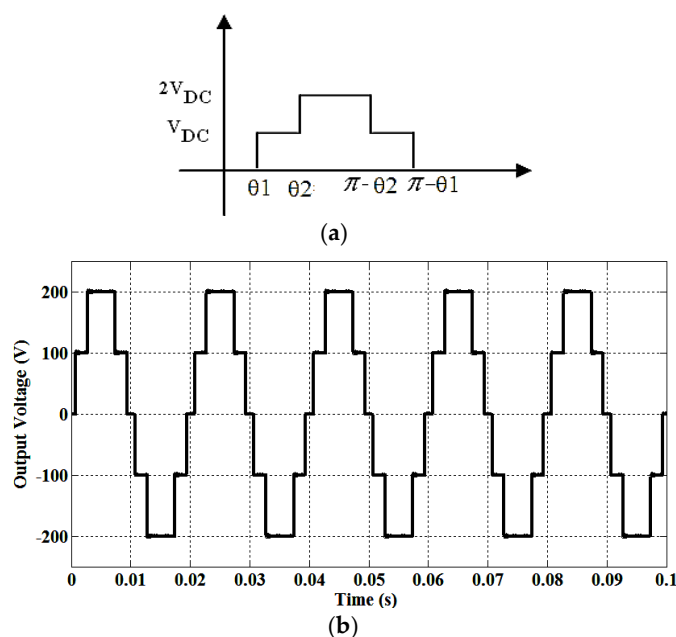 2V_DC
V_DC
θ1 θ2 π-θ2 π-θ1
(a)
Output Voltage (V)
200
100
0
-100
-200
0 0.01 0.02 0.03 0.04 0.05 0.06 0.07 0.08 0.09 0.1
Time (s)
(b)